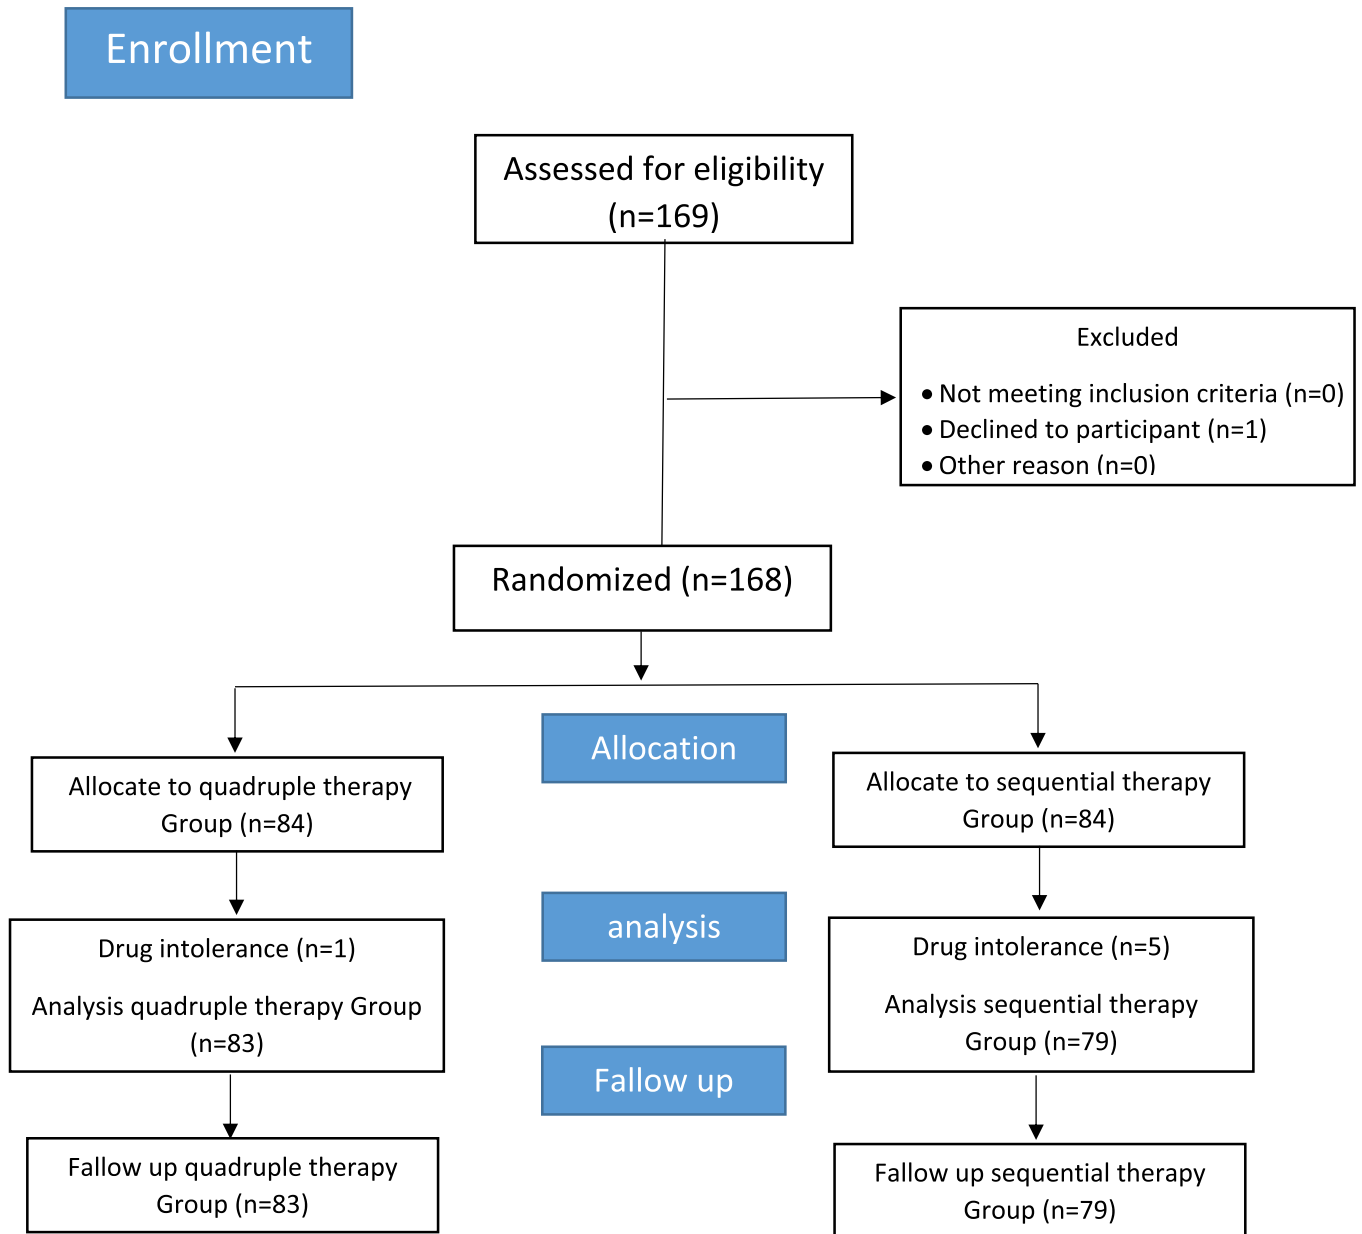 Enrollment
Assessed for eligibility
(n=169)
Excluded
• Not meeting inclusion criteria (n=0)
• Declined to participant (n=1)
• Other reason (n=0)
Randomized (n=168)
Allocation
Allocate to quadruple therapy
Group (n=84)
Allocate to sequential therapy
Group (n=84)
analysis
Drug intolerance (n=1)
Analysis quadruple therapy Group
(n=83)
Drug intolerance (n=5)
Analysis sequential therapy
Group (n=79)
Fallow up
Fallow up quadruple therapy
Group (n=83)
Fallow up sequential therapy
Group (n=79)